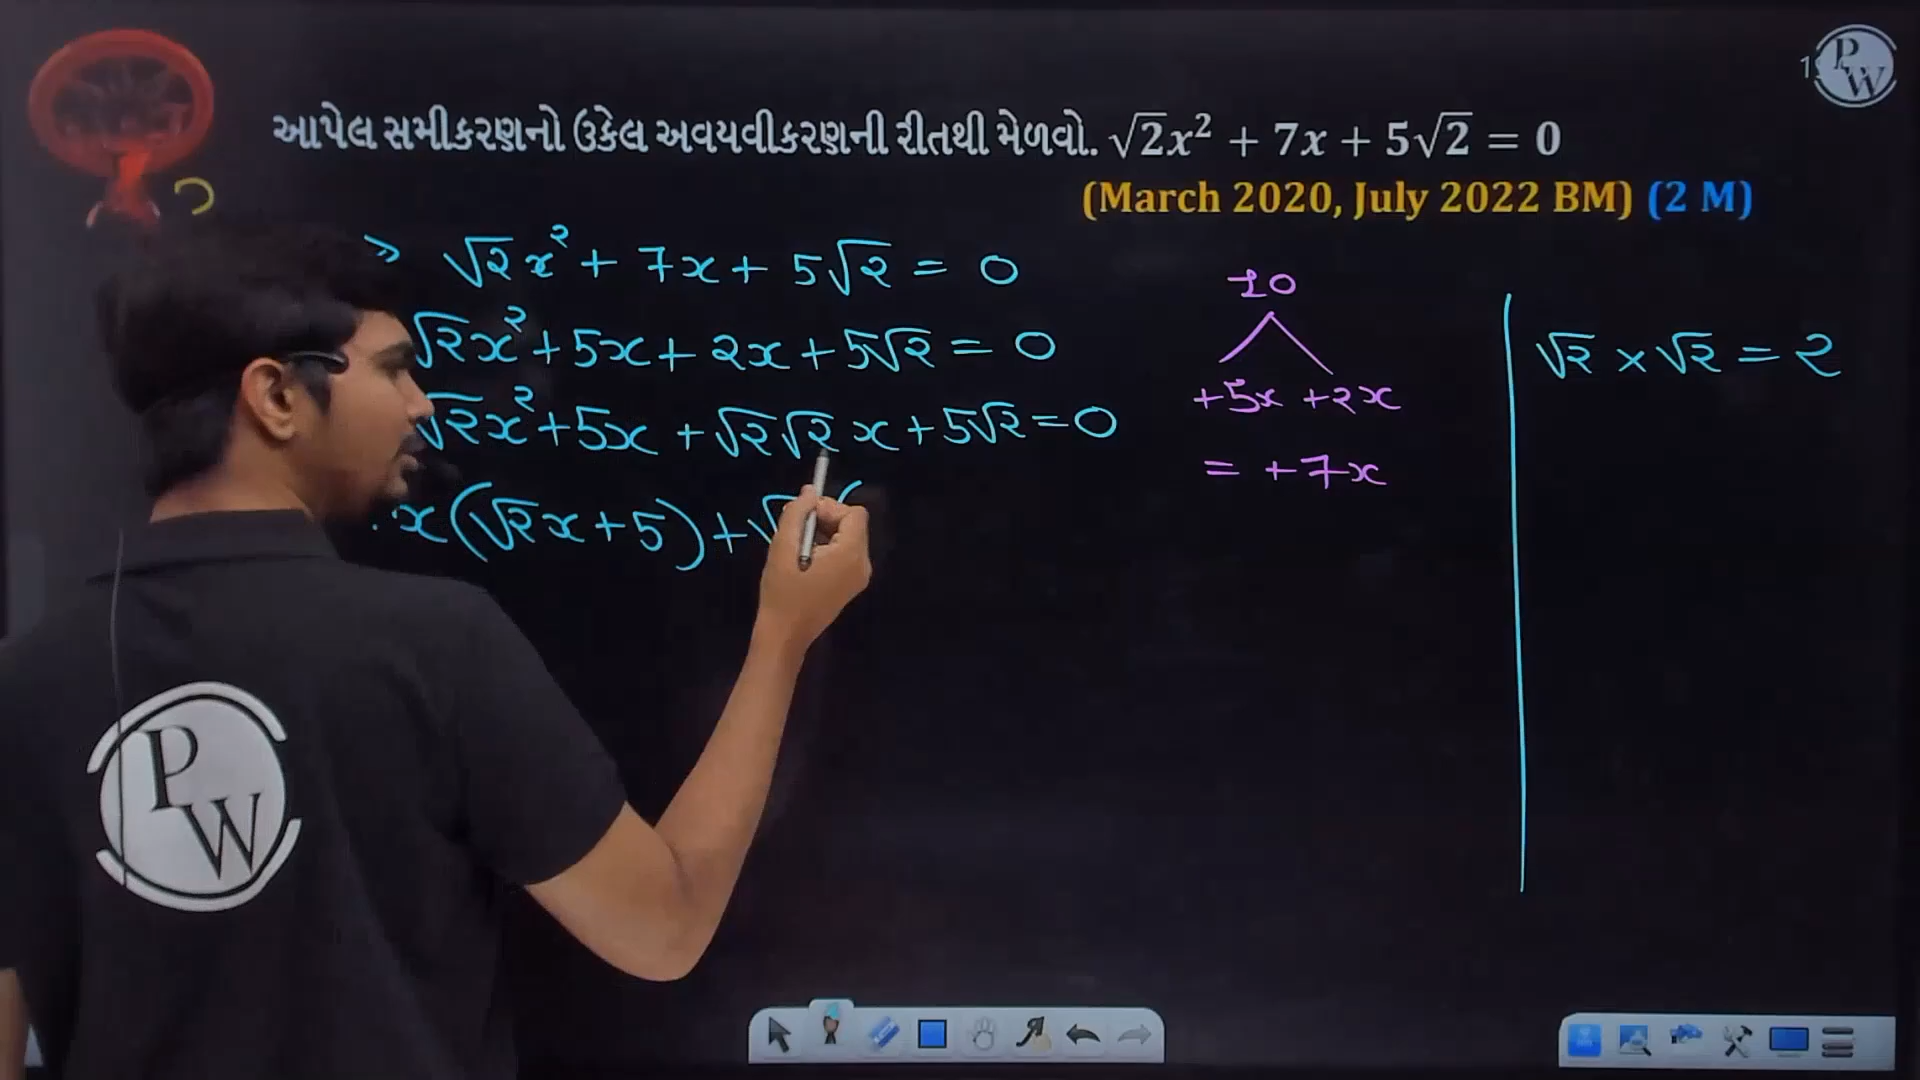 આપેલ સમીકરણનો ઉકેલ અવયવીકરણની રીતથી મેળવો. √2x² + 7x + 5√2 = 0
(March 2020, July 2022 BM) (2 M)
√2x² + 7x + 5√2 = 0
√2x² + 5x + 2x + 5√2 = 0
√2x² + 5x + √2√2x + 5√2 = 0
x(√2x + 5) + √ (
10
+5x +2x
= +7x
√2 × √2 = 2
PW
PW